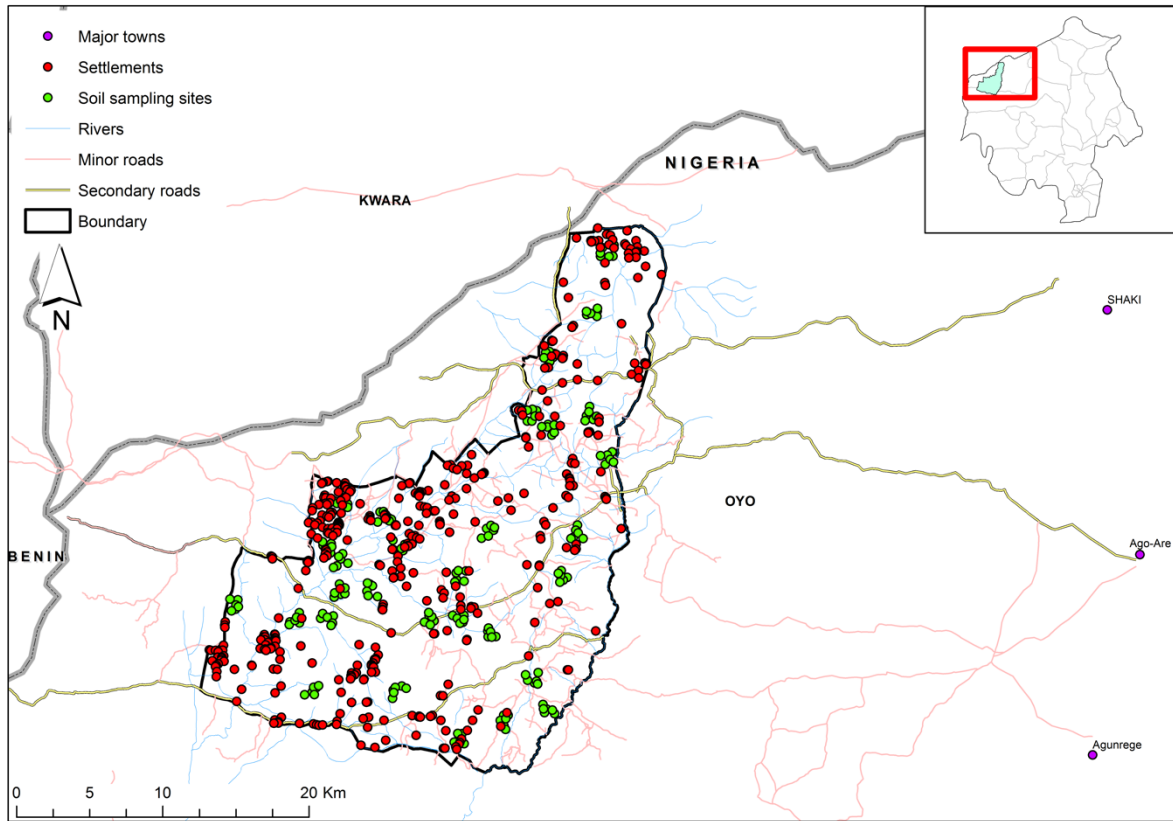 Major towns
Settlements
Soil sampling sites
Rivers
Minor roads
Secondary roads
Boundary
N
NIGERIA
KWARA
SHAKI
OYO
BENIN
Ago-Are
Agunrege
0 5 10 20 Km